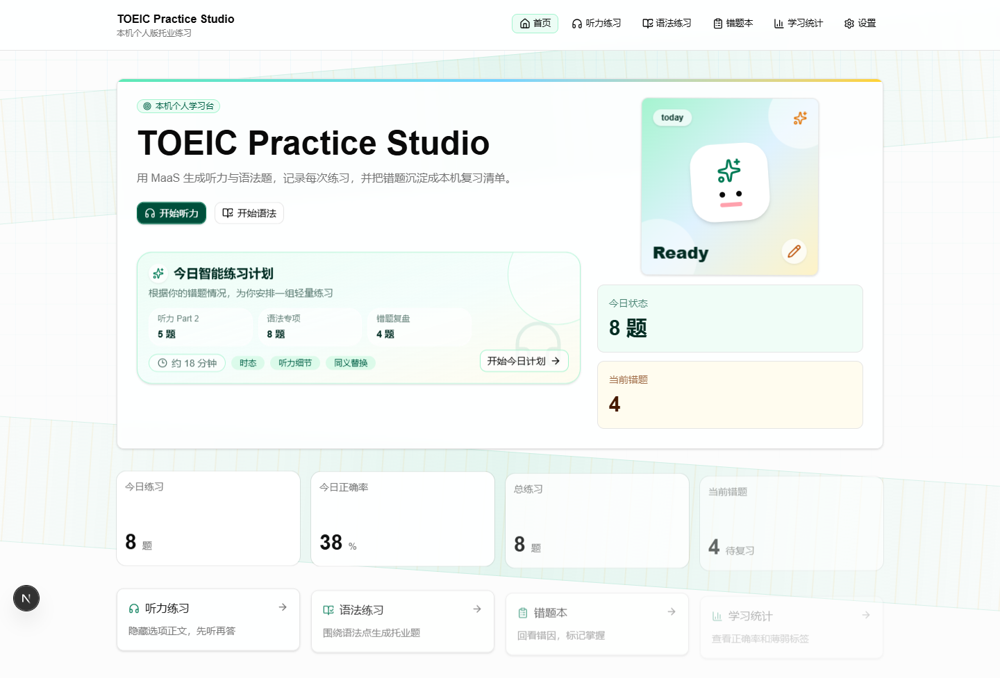 TOEIC Practice Studio
本机个人版托业练习
首页
听力练习
语法练习
错题本
学习统计
设置
本机个人学习台
TOEIC Practice Studio
用 MaaS 生成听力与语法题，记录每次练习，并把错题沉淀成本机复习清单。
开始听力
开始语法
今日智能练习计划
根据你的错题情况，为你安排一组轻量练习
听力 Part 2
5 题
语法专项
8 题
错题复盘
4 题
约 18 分钟
时态
听力细节
同义替换
开始今日计划
today
Ready
今日状态
8 题
当前错题
4
今日练习
8 题
今日正确率
38 %
总练习
8 题
当前错题
4 待复习
听力练习
隐藏选项正文，先听再答
语法练习
围绕语法点生成托业题
错题本
回看错因，标记掌握
学习统计
查看正确率和薄弱标签
N